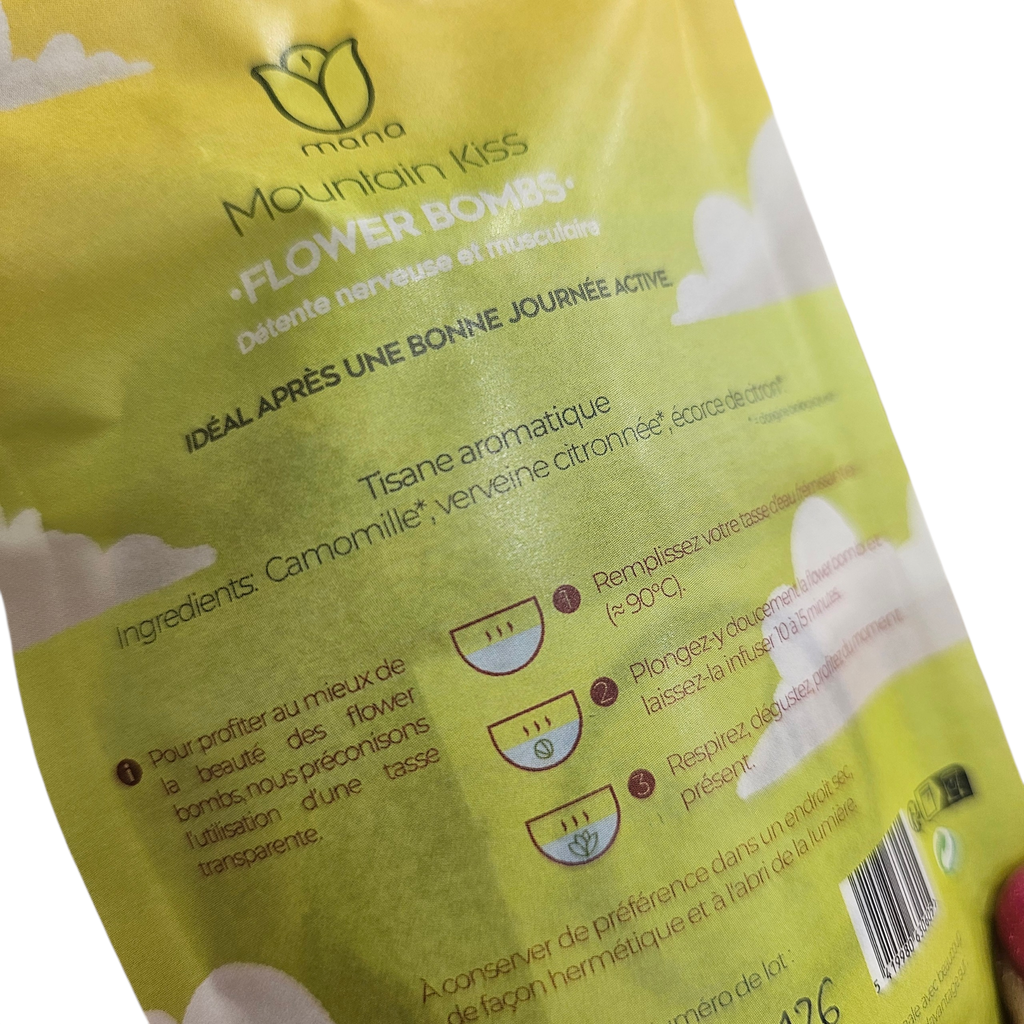 mana
Mountain Kiss
·FLOWER BOMBS·
Détente nerveuse et musculaire
IDÉAL APRÈS UNE BONNE JOURNÉE ACTIVE.
Tisane aromatique
Ingredients: Camomille*, verveine citronnée*, écorce de citron*
1 Remplissez votre tasse d'eau
(≈ 90°C).
2 Plongez-y doucement la flower bomb et
laissez-la infuser 10 à 15 minutes.
3 Respirez, dégustez, profitez du moment
présent.
i Pour profiter au mieux de
la beauté des flower
bombs, nous préconisons
l'utilisation d'une tasse
transparente.
À conserver de préférence dans un endroit sec,
de façon hermétique et à l'abri de la lumière.
uméro de lot :
126